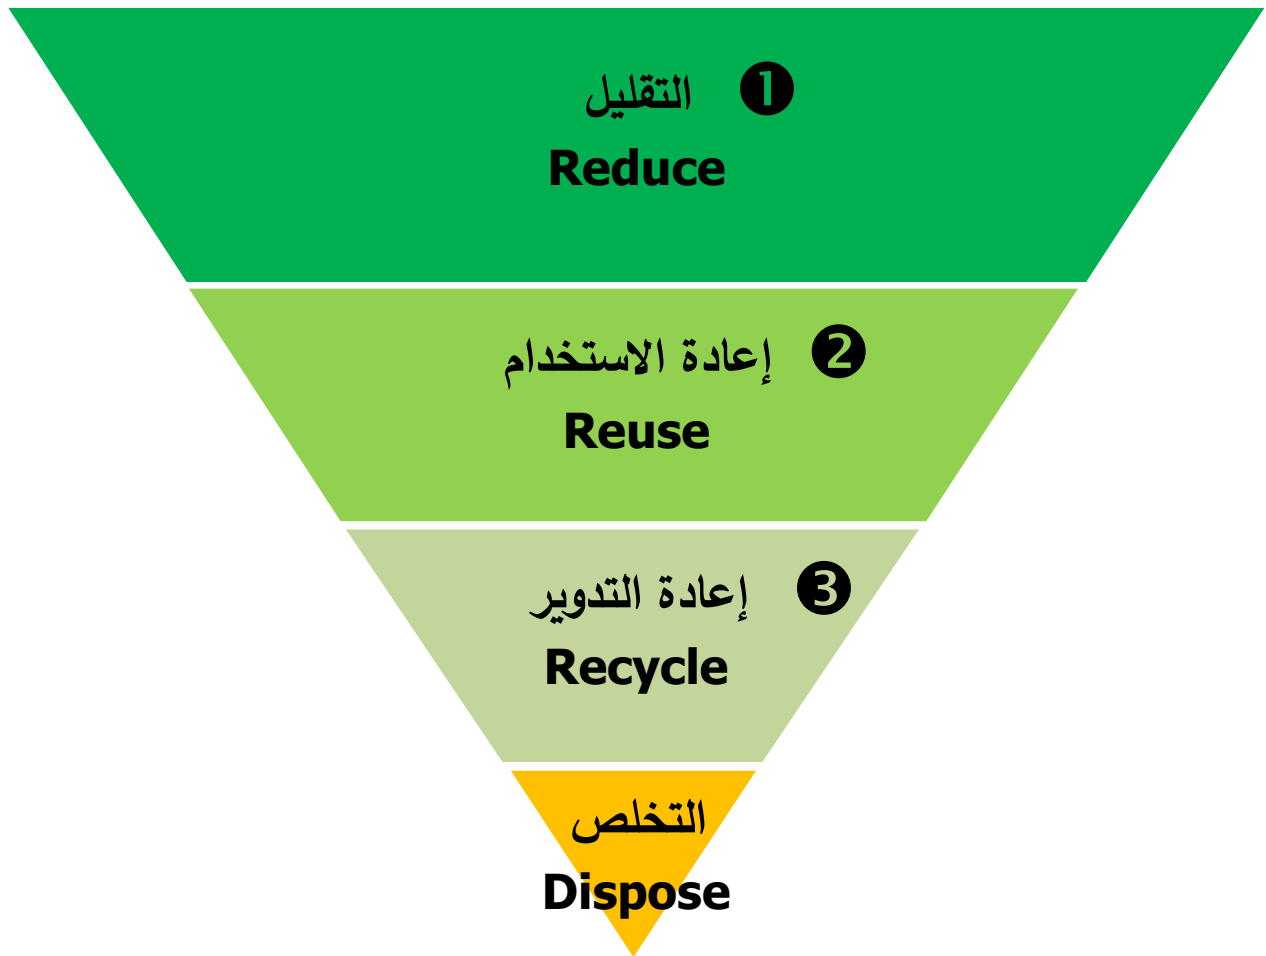 ❶ التقليل
Reduce
❷ إعادة الاستخدام
Reuse
❸ إعادة التدوير
Recycle
التخلص
Dispose